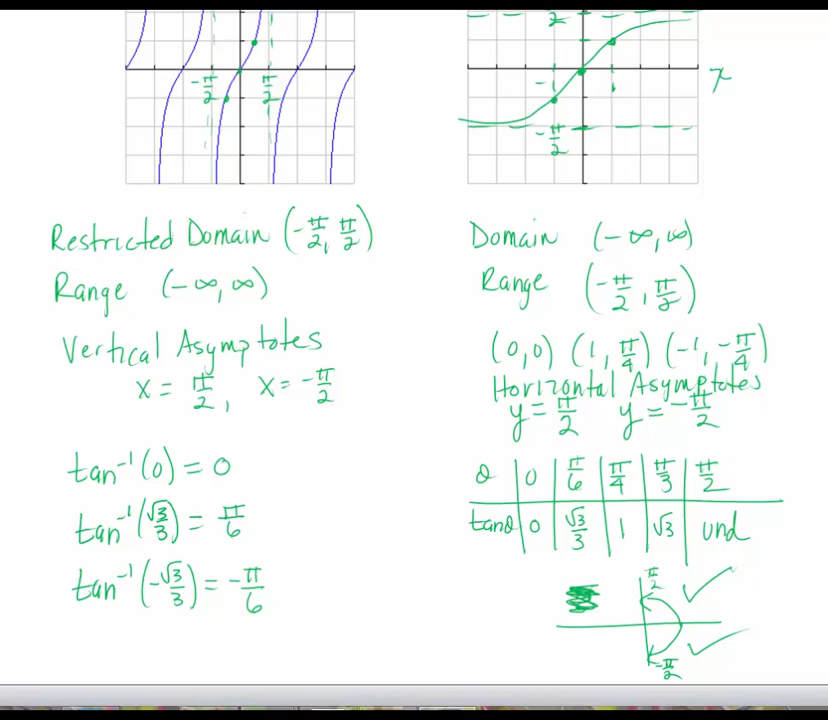 -π/2 π/2
π/2
-1 1
-π/2
x
Restricted Domain (-π/2, π/2)
Range (-∞, ∞)
Vertical Asymptotes
x = π/2, x = -π/2
tan⁻¹(0) = 0
tan⁻¹(√3/3) = π/6
tan⁻¹(-√3/3) = -π/6
Domain (-∞, ∞)
Range (-π/2, π/2)
(0,0) (1, π/4) (-1, -π/4)
Horizontal Asymptotes
y = π/2 y = -π/2
θ 0 π/6 π/4 π/3 π/2
tanθ 0 √3/3 1 √3 und
π/2
-π/2